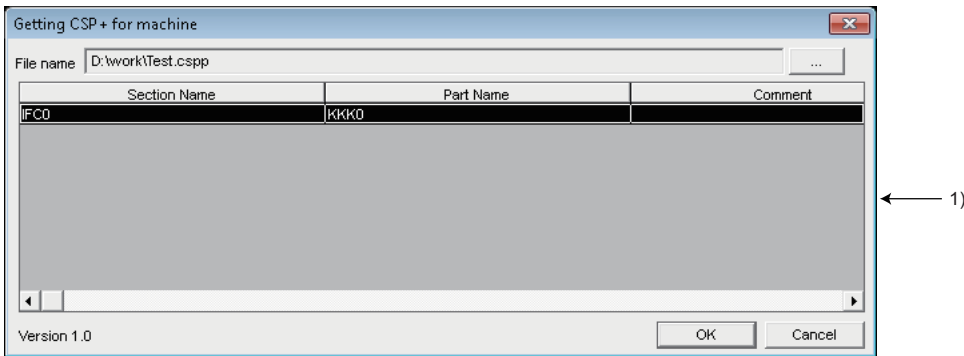 Getting CSP+ for machine
File name D:\work\Test.cspp ...
Section Name Part Name Comment
IFC0 KKK0
1)
Version 1.0 OK Cancel